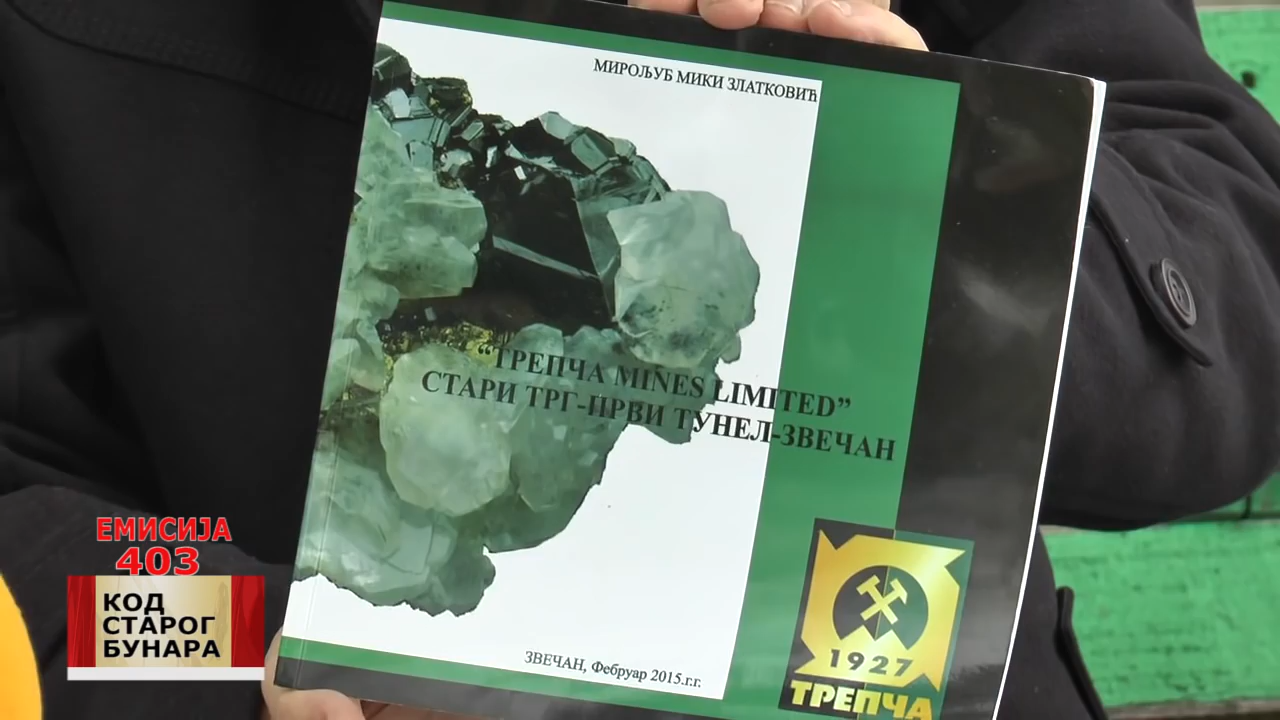 МИРОЉУБ МИКИ ЗЛАТКОВИЋ
“ТРЕПЧА MINES LIMITED”
СТАРИ ТРГ-ПРВИ ТУНЕЛ-ЗВЕЧАН
1927
ТРЕПЧА
ЗВЕЧАН, Фебруар 2015.г.г.
ЕМИСИЈА
403
КОД
СТАРОГ
БУНАРА